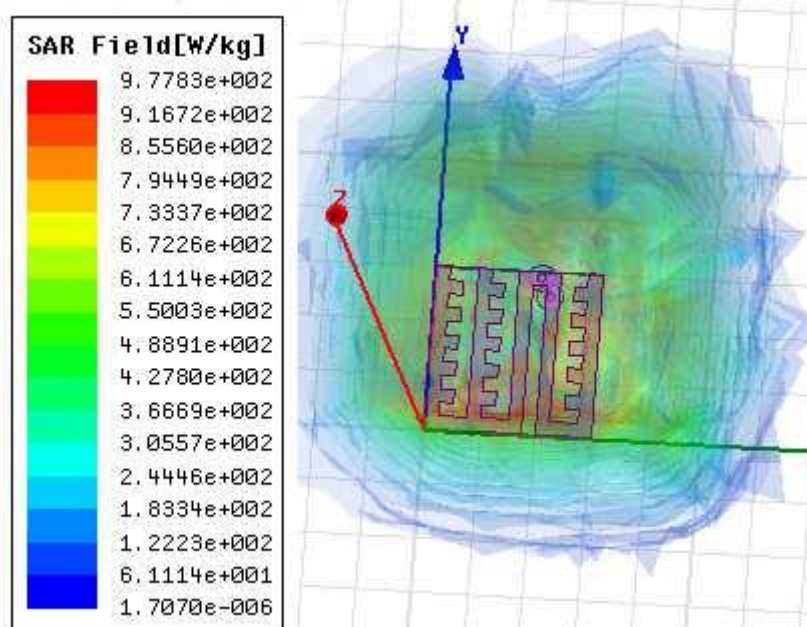 SAR Field[W/kg]
9.7783e+002
9.1672e+002
8.5560e+002
7.9449e+002
7.3337e+002
6.7226e+002
6.1114e+002
5.5003e+002
4.8891e+002
4.2780e+002
3.6669e+002
3.0557e+002
2.4446e+002
1.8334e+002
1.2223e+002
6.1114e+001
1.7070e-006
Y
Z